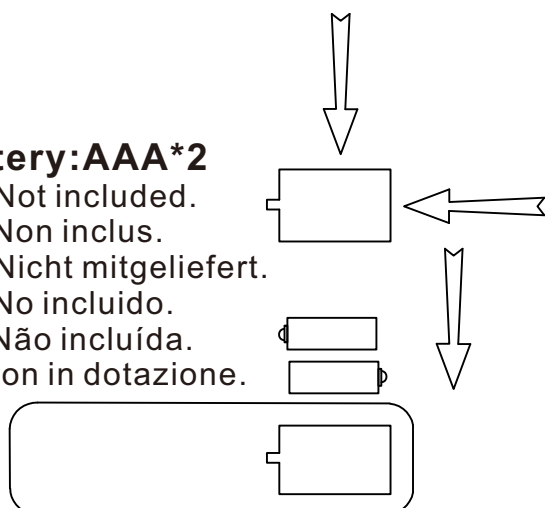 tery:AAA*2
Not included.
Non inclus.
Nicht mitgeliefert.
No incluido.
Não incluída.
on in dotazione.